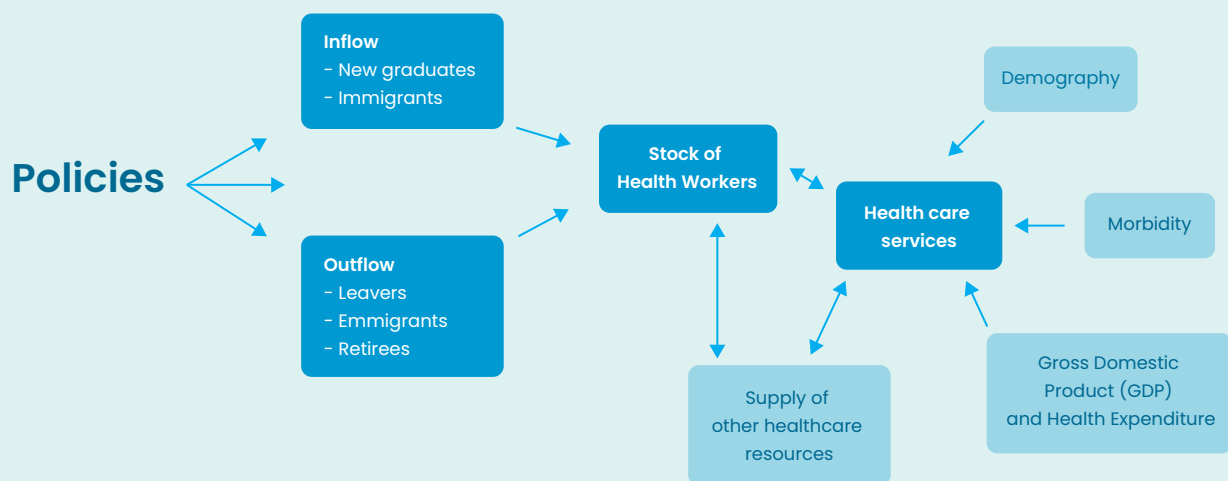 Policies
Inflow
- New graduates
- Immigrants
Outflow
- Leavers
- Emmigrants
- Retirees
Stock of
Health Workers
Health care
services
Supply of
other healthcare
resources
Demography
Morbidity
Gross Domestic
Product (GDP)
and Health Expenditure